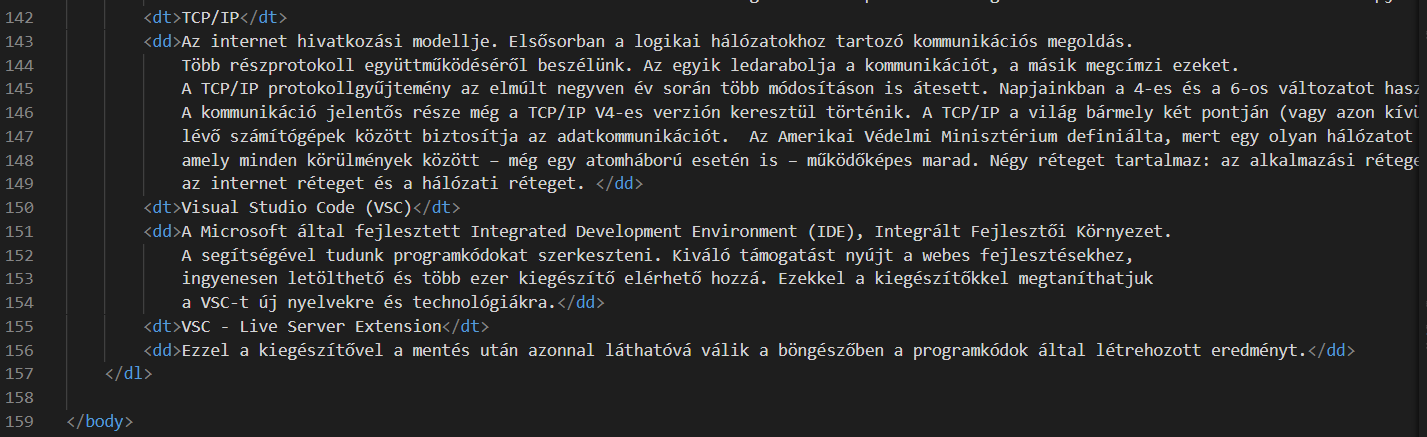 142 <dt>TCP/IP</dt>
143 <dd>Az internet hivatkozási modellje. Elsősorban a logikai hálózatokhoz tartozó kommunikációs megoldás.
144 Több részprotokoll együttműködéséről beszélünk. Az egyik ledarabolja a kommunikációt, a másik megcímzi ezeket.
145 A TCP/IP protokollgyűjtemény az elmúlt negyven év során több módosításon is átesett. Napjainkban a 4-es és a 6-os változatot hasz
146 A kommunikáció jelentős része még a TCP/IP V4-es verzión keresztül történik. A TCP/IP a világ bármely két pontján (vagy azon kívü
147 lévő számítógépek között biztosítja az adatkommunikációt.  Az Amerikai Védelmi Minisztérium definiálta, mert egy olyan hálózatot
148 amely minden körülmények között – még egy atomháború esetén is – működőképes marad. Négy réteget tartalmaz: az alkalmazási rétege
149 az internet réteget és a hálózati réteget. </dd>
150 <dt>Visual Studio Code (VSC)</dt>
151 <dd>A Microsoft által fejlesztett Integrated Development Environment (IDE), Integrált Fejlesztői Környezet.
152 A segítségével tudunk programkódokat szerkeszteni. Kiváló támogatást nyújt a webes fejlesztésekhez,
153 ingyenesen letölthető és több ezer kiegészítő elérhető hozzá. Ezekkel a kiegészítőkkel megtaníthatjuk
154 a VSC-t új nyelvekre és technológiákra.</dd>
155 <dt>VSC - Live Server Extension</dt>
156 <dd>Ezzel a kiegészítővel a mentés után azonnal láthatóvá válik a böngészőben a programkódok által létrehozott eredményt.</dd>
157 </dl>
158
159 </body>